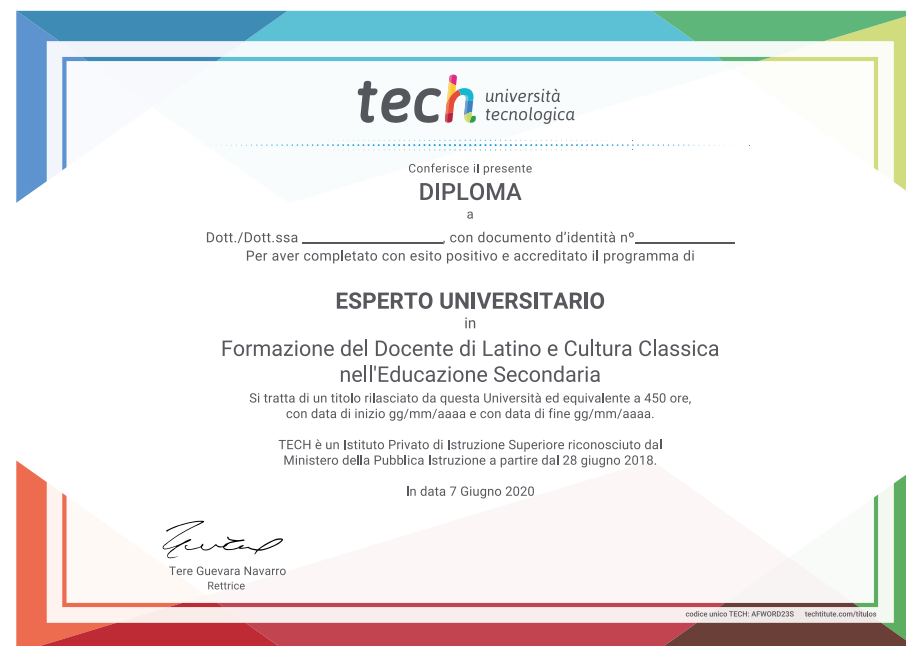 tech università
tecnologica
Conferisce il presente
DIPLOMA
a
Dott./Dott.ssa ____________________, con documento d'identità nº______________
Per aver completato con esito positivo e accreditato il programma di
ESPERTO UNIVERSITARIO
in
Formazione del Docente di Latino e Cultura Classica
nell'Educazione Secondaria
Si tratta di un titolo rilasciato da questa Università ed equivalente a 450 ore,
con data di inizio gg/mm/aaaa e con data di fine gg/mm/aaaa.
TECH è un Istituto Privato di Istruzione Superiore riconosciuto dal
Ministero della Pubblica Istruzione a partire dal 28 giugno 2018.
In data 7 Giugno 2020
Tere Guevara Navarro
Rettrice
codice unico TECH: AFWORD23S techtitute.com/titulos